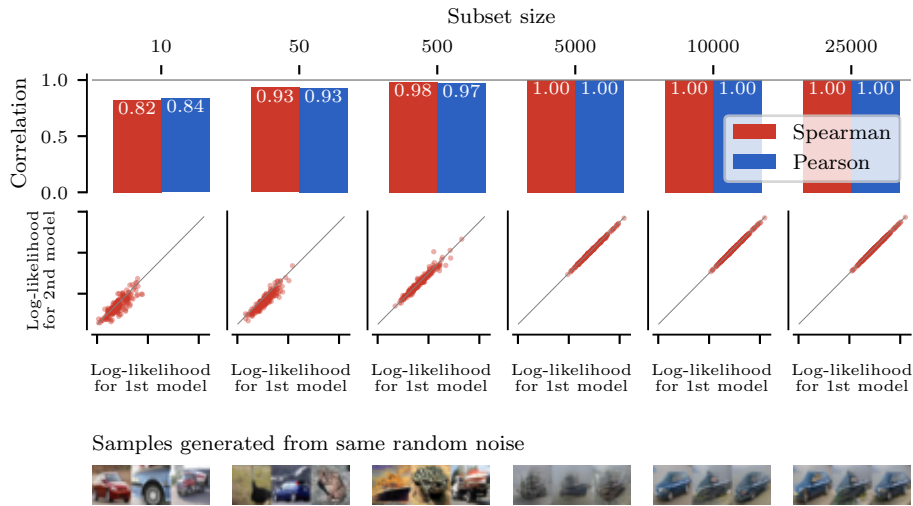 Subset size
10 50 500 5000 10000 25000
Correlation
1.0
0.5
0.0
0.82 0.84 0.93 0.93 0.98 0.97 1.00 1.00 1.00 1.00 1.00 1.00
Spearman
Pearson
Log-likelihood
for 2nd model
Log-likelihood Log-likelihood Log-likelihood Log-likelihood Log-likelihood Log-likelihood
for 1st model for 1st model for 1st model for 1st model for 1st model for 1st model
Samples generated from same random noise